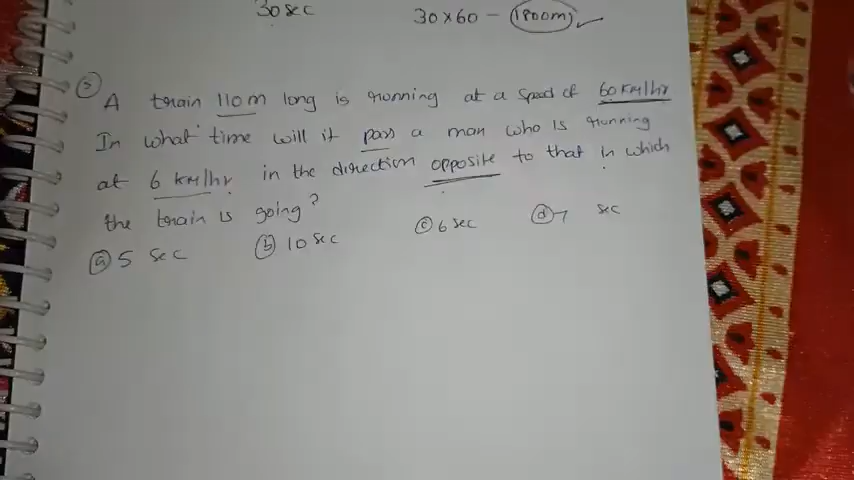 30 sec
30 x 60 - 1800m
3 A train 110 m long is running at a speed of 60 KM/hr
In what time will it pass a man who is running
at 6 KM/hr in the direction opposite to that in which
the train is going?
a 5 sec b 10 sec c 6 sec d 7 sec